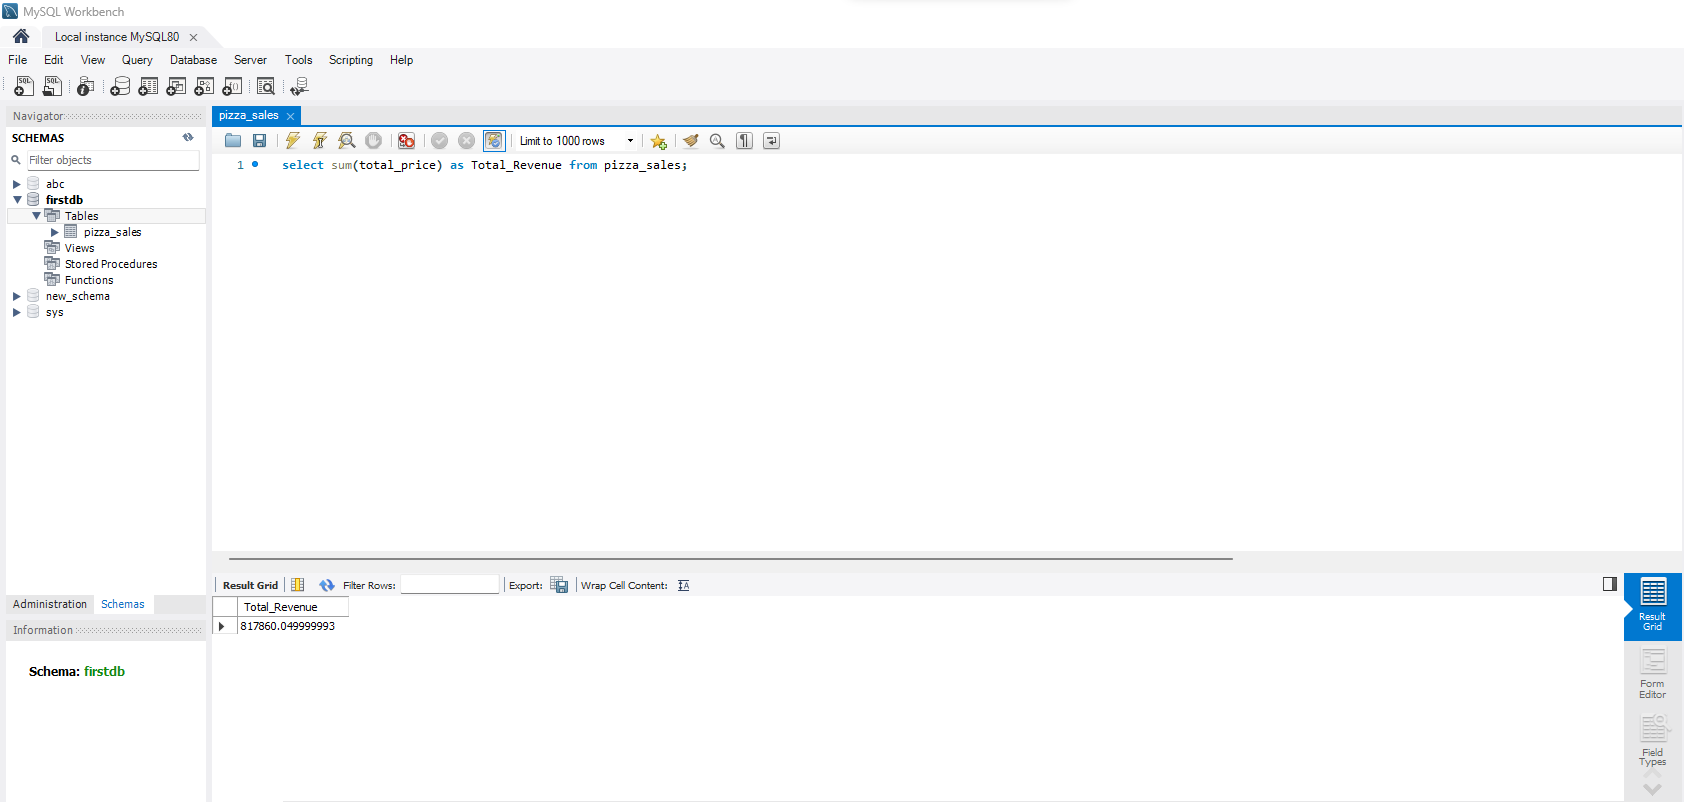 MySQL Workbench
Local instance MySQL80
File Edit View Query Database Server Tools Scripting Help
Navigator
SCHEMAS
Filter objects
abc
firstdb
Tables
pizza_sales
Views
Stored Procedures
Functions
new_schema
sys
Administration Schemas
Information
Schema: firstdb
pizza_sales
Limit to 1000 rows
1 select sum(total_price) as Total_Revenue from pizza_sales;
Result Grid Filter Rows: Export: Wrap Cell Content:
Total_Revenue
817860.049999993
Result
Grid
Form
Editor
Field
Types